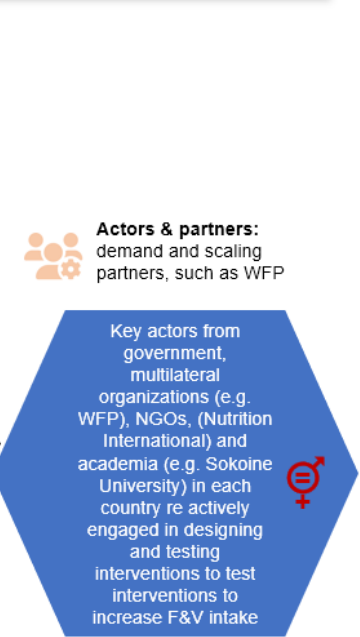 Actors & partners:
demand and scaling
partners, such as WFP
Key actors from
government,
multilateral
organizations (e.g.
WFP), NGOs, (Nutrition
International) and
academia (e.g. Sokoine
University) in each
country re actively
engaged in designing
and testing
interventions to test
interventions to
increase F&V intake